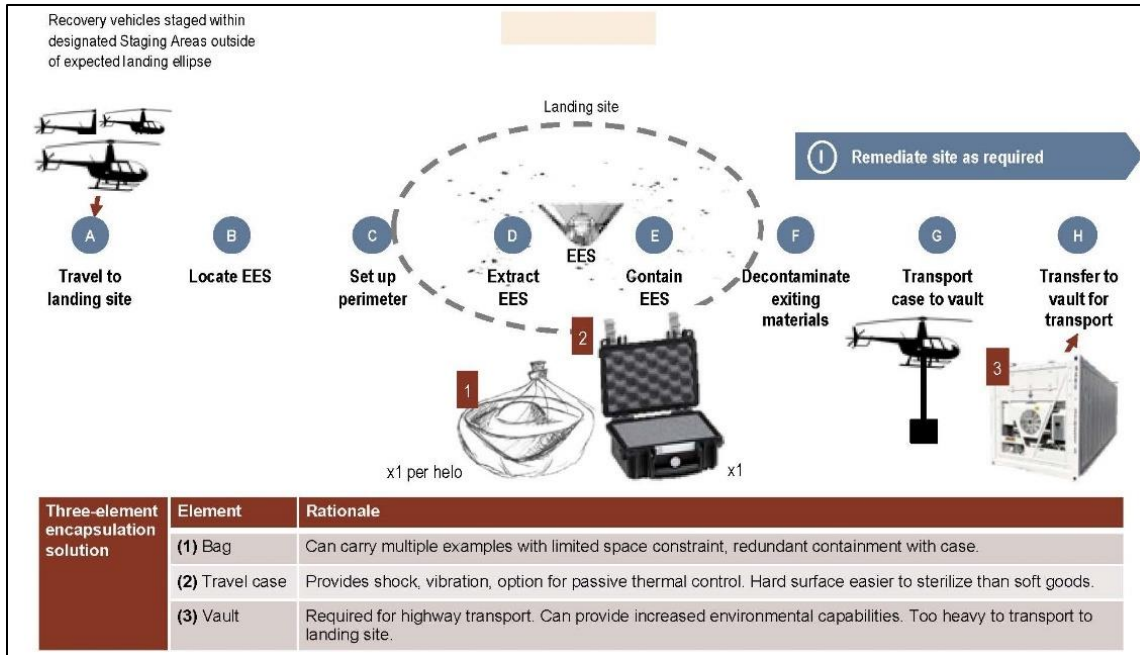 Recovery vehicles staged within
designated Staging Areas outside
of expected landing ellipse
Landing site
I Remediate site as required
A
B
C
D
E
F
G
H
Travel to
landing site
Locate EES
Set up
perimeter
Extract
EES
EES
Gontain
EES
Decontaminate
exiting
materials
Transport
case to vault
Transfer to
vault for
transport
1
2
3
x1 per helo
x1
Three-element
encapsulation
solution
Element
Rationale
(1) Bag
Can carry multiple examples with limited space constraint, redundant containment with case.
(2) Travel case
Provides shock, vibration, option for passive thermal control. Hard surface easier to sterilize than soft goods.
(3) Vault
Required for highway transport. Can provide increased environmental capabilities. Too heavy to transport to
landing site.